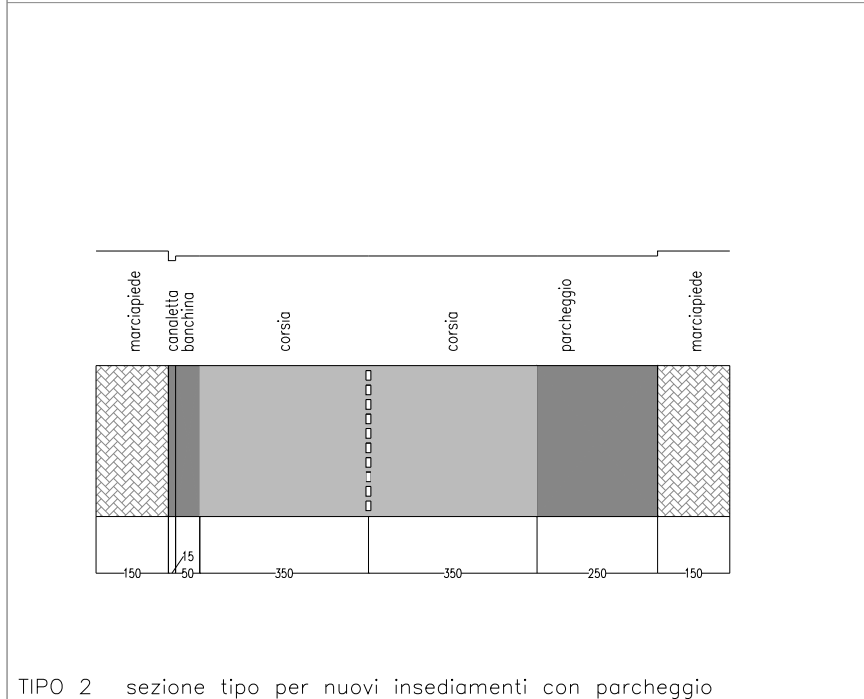 marciapiede
canaletta
banchina
corsia
corsia
parcheggio
marciapiede
150
15
50
350
350
250
150
TIPO 2 sezione tipo per nuovi insediamenti con parcheggio